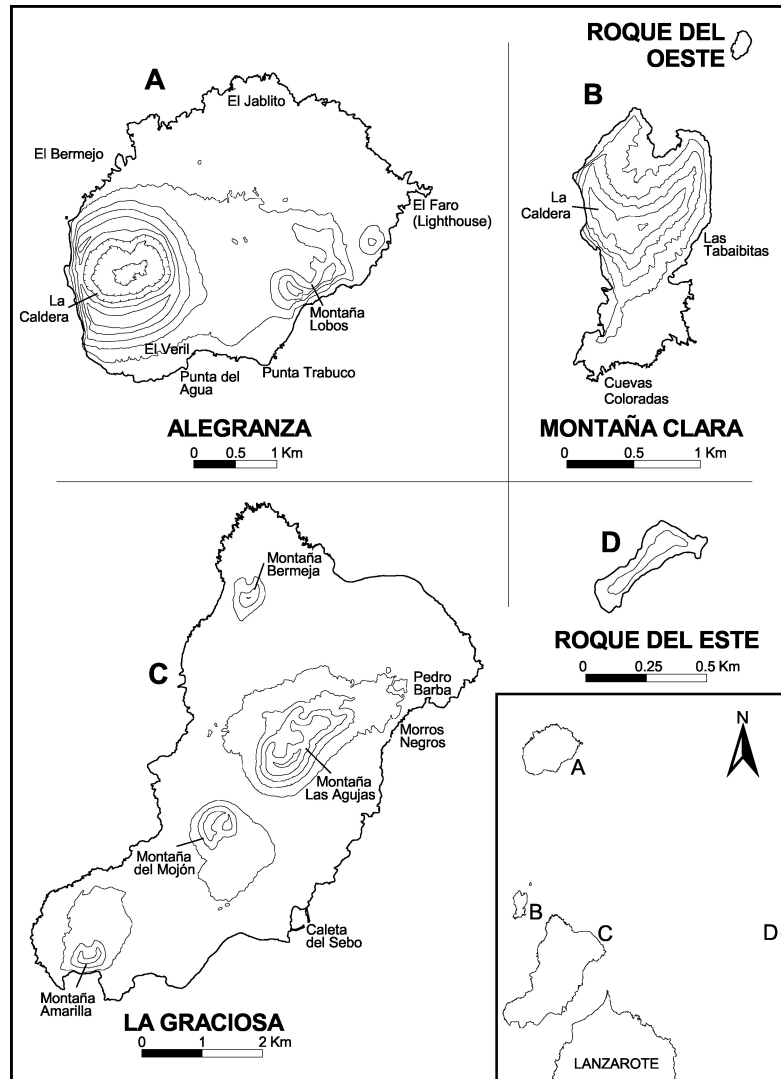 A
El Jablito
El Bermejo
El Faro
(Lighthouse)
La
Caldera
Montaña
Lobos
El Veril
Punta del
Agua
Punta Trabuco
ALEGRANZA
0 0.5 1 Km
ROQUE DEL
OESTE
B
La
Caldera
Las
Tabaibitas
Cuevas
Coloradas
MONTAÑA CLARA
0 0.5 1 Km
C
Montaña
Bermeja
Pedro
Barba
Morros
Negros
Montaña
Las Agujas
Montaña
del Mojón
Caleta
del Sebo
Montaña
Amarilla
LA GRACIOSA
0 1 2 Km
D
ROQUE DEL ESTE
0 0.25 0.5 Km
N
A
B
C
D
LANZAROTE